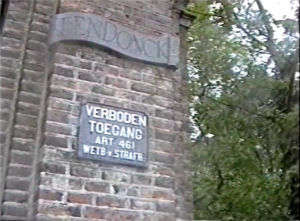 ENDONCK
VERBODEN
TOEGANG
ART 461
WETB·V·STRAFR·